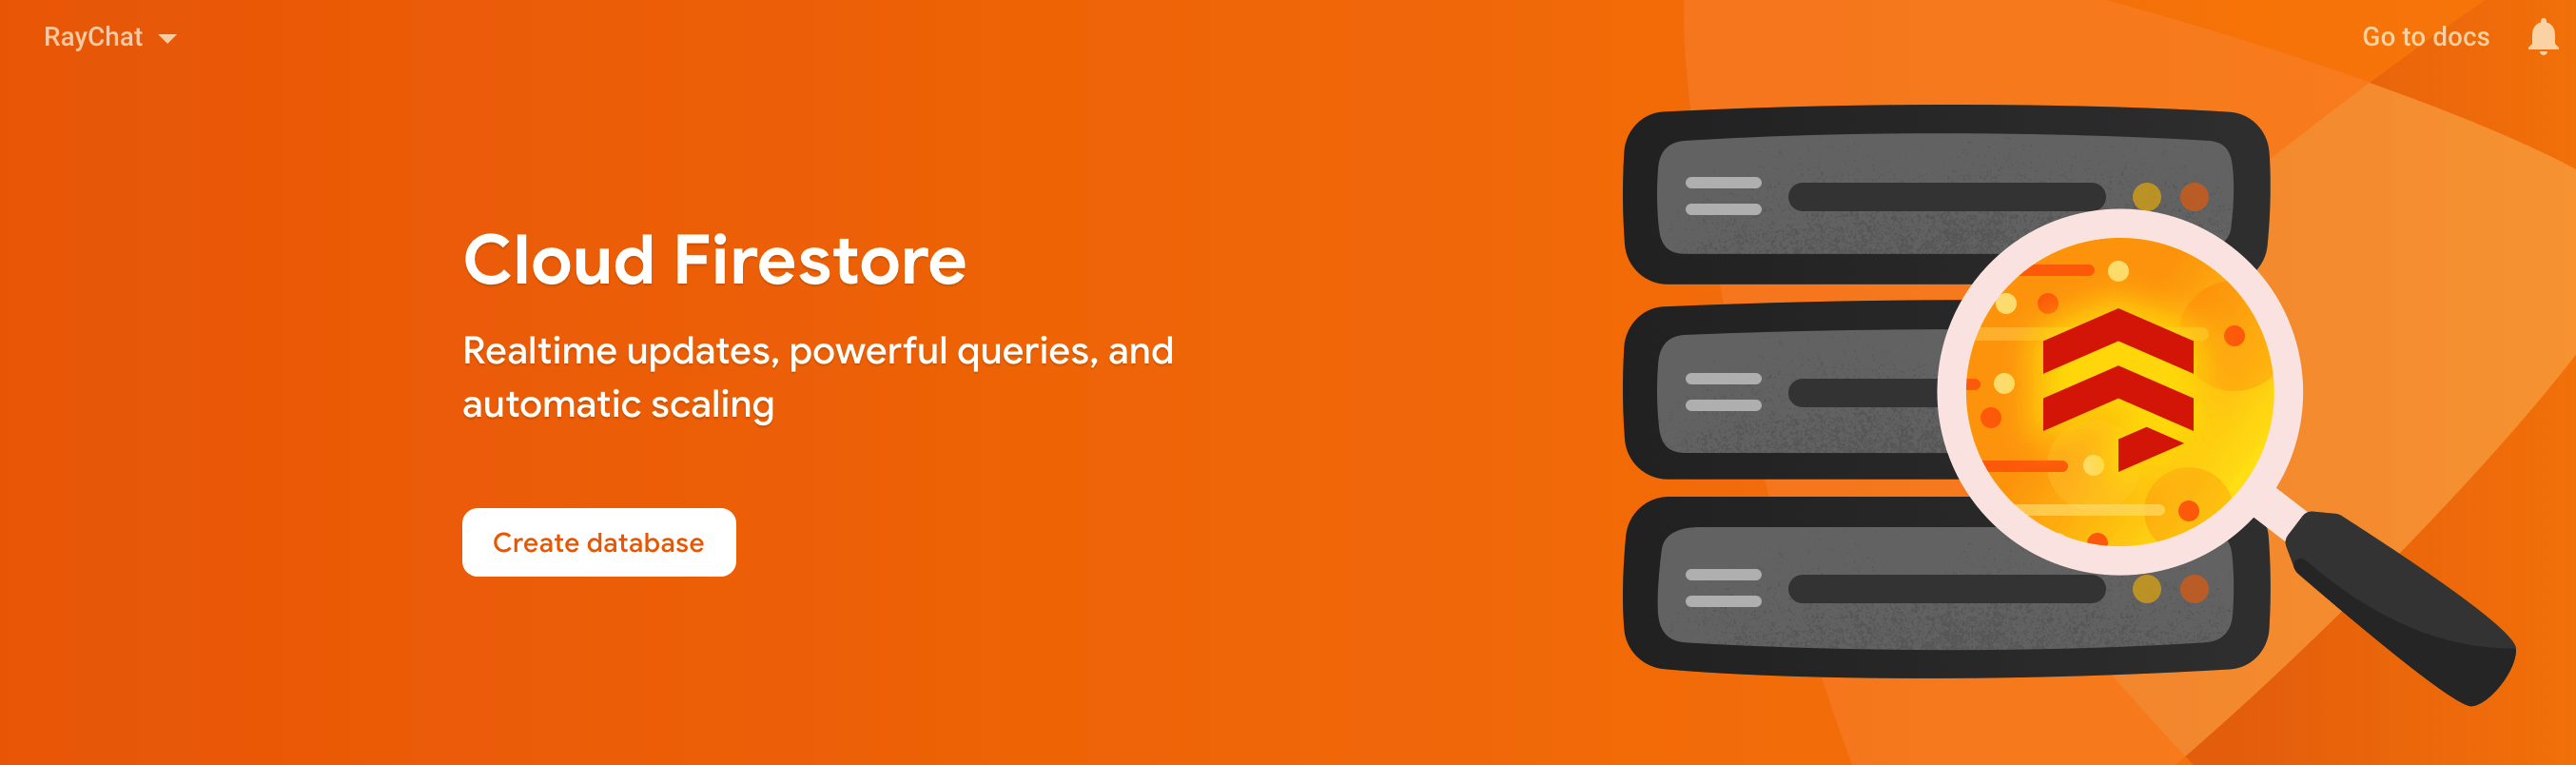 RayChat
Go to docs
Cloud Firestore
Realtime updates, powerful queries, and
automatic scaling
Create database